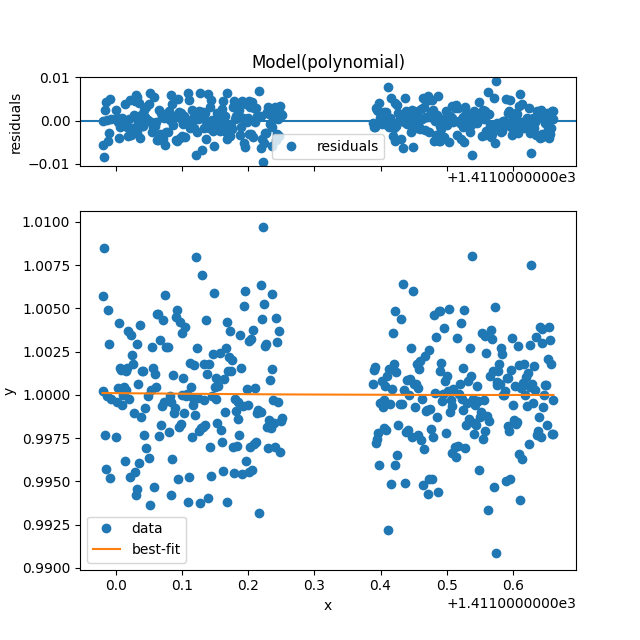 Model(polynomial)
0.01
0.00
−0.01
residuals
residuals
+1.4110000000e3
1.0100
1.0075
1.0050
1.0025
1.0000
0.9975
0.9950
0.9925
0.9900
y
data
best-fit
0.0 0.1 0.2 0.3 0.4 0.5 0.6
x
+1.4110000000e3